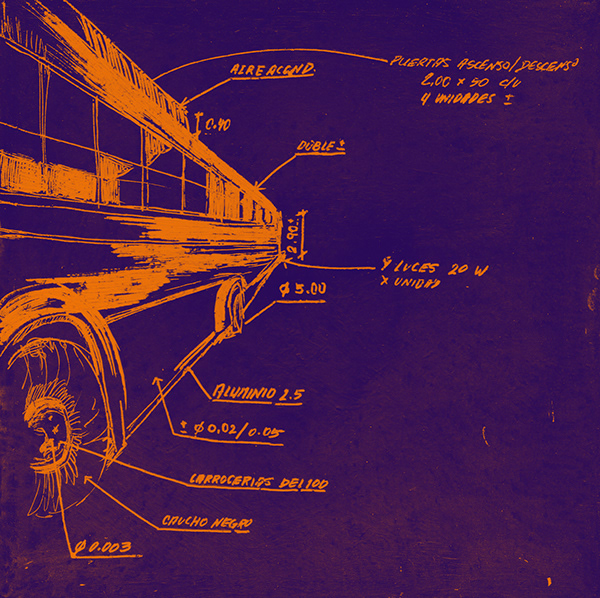 PUERTAS ASCENSO/DESCENSO
2.00 x 50 c/u
4 UNIDADES ±
AIRE ACOND.
0.40
DOBLE ±
2.90 ±
4 LUCES 20 W
x UNIDAD
φ 5.00
ALUMINIO 2.5
± φ 0.02/0.05
CARROCERIAS DEL 100
CAUCHO NEGRO
φ 0.003